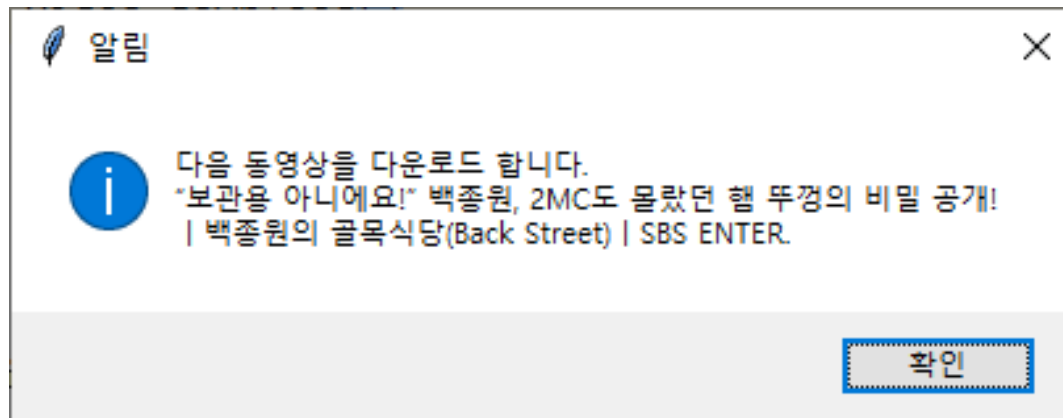 알림
다음 동영상을 다운로드 합니다.
“보관용 아니에요!” 백종원, 2MC도 몰랐던 햄 뚜껑의 비밀 공개!
| 백종원의 골목식당(Back Street) | SBS ENTER.
확인